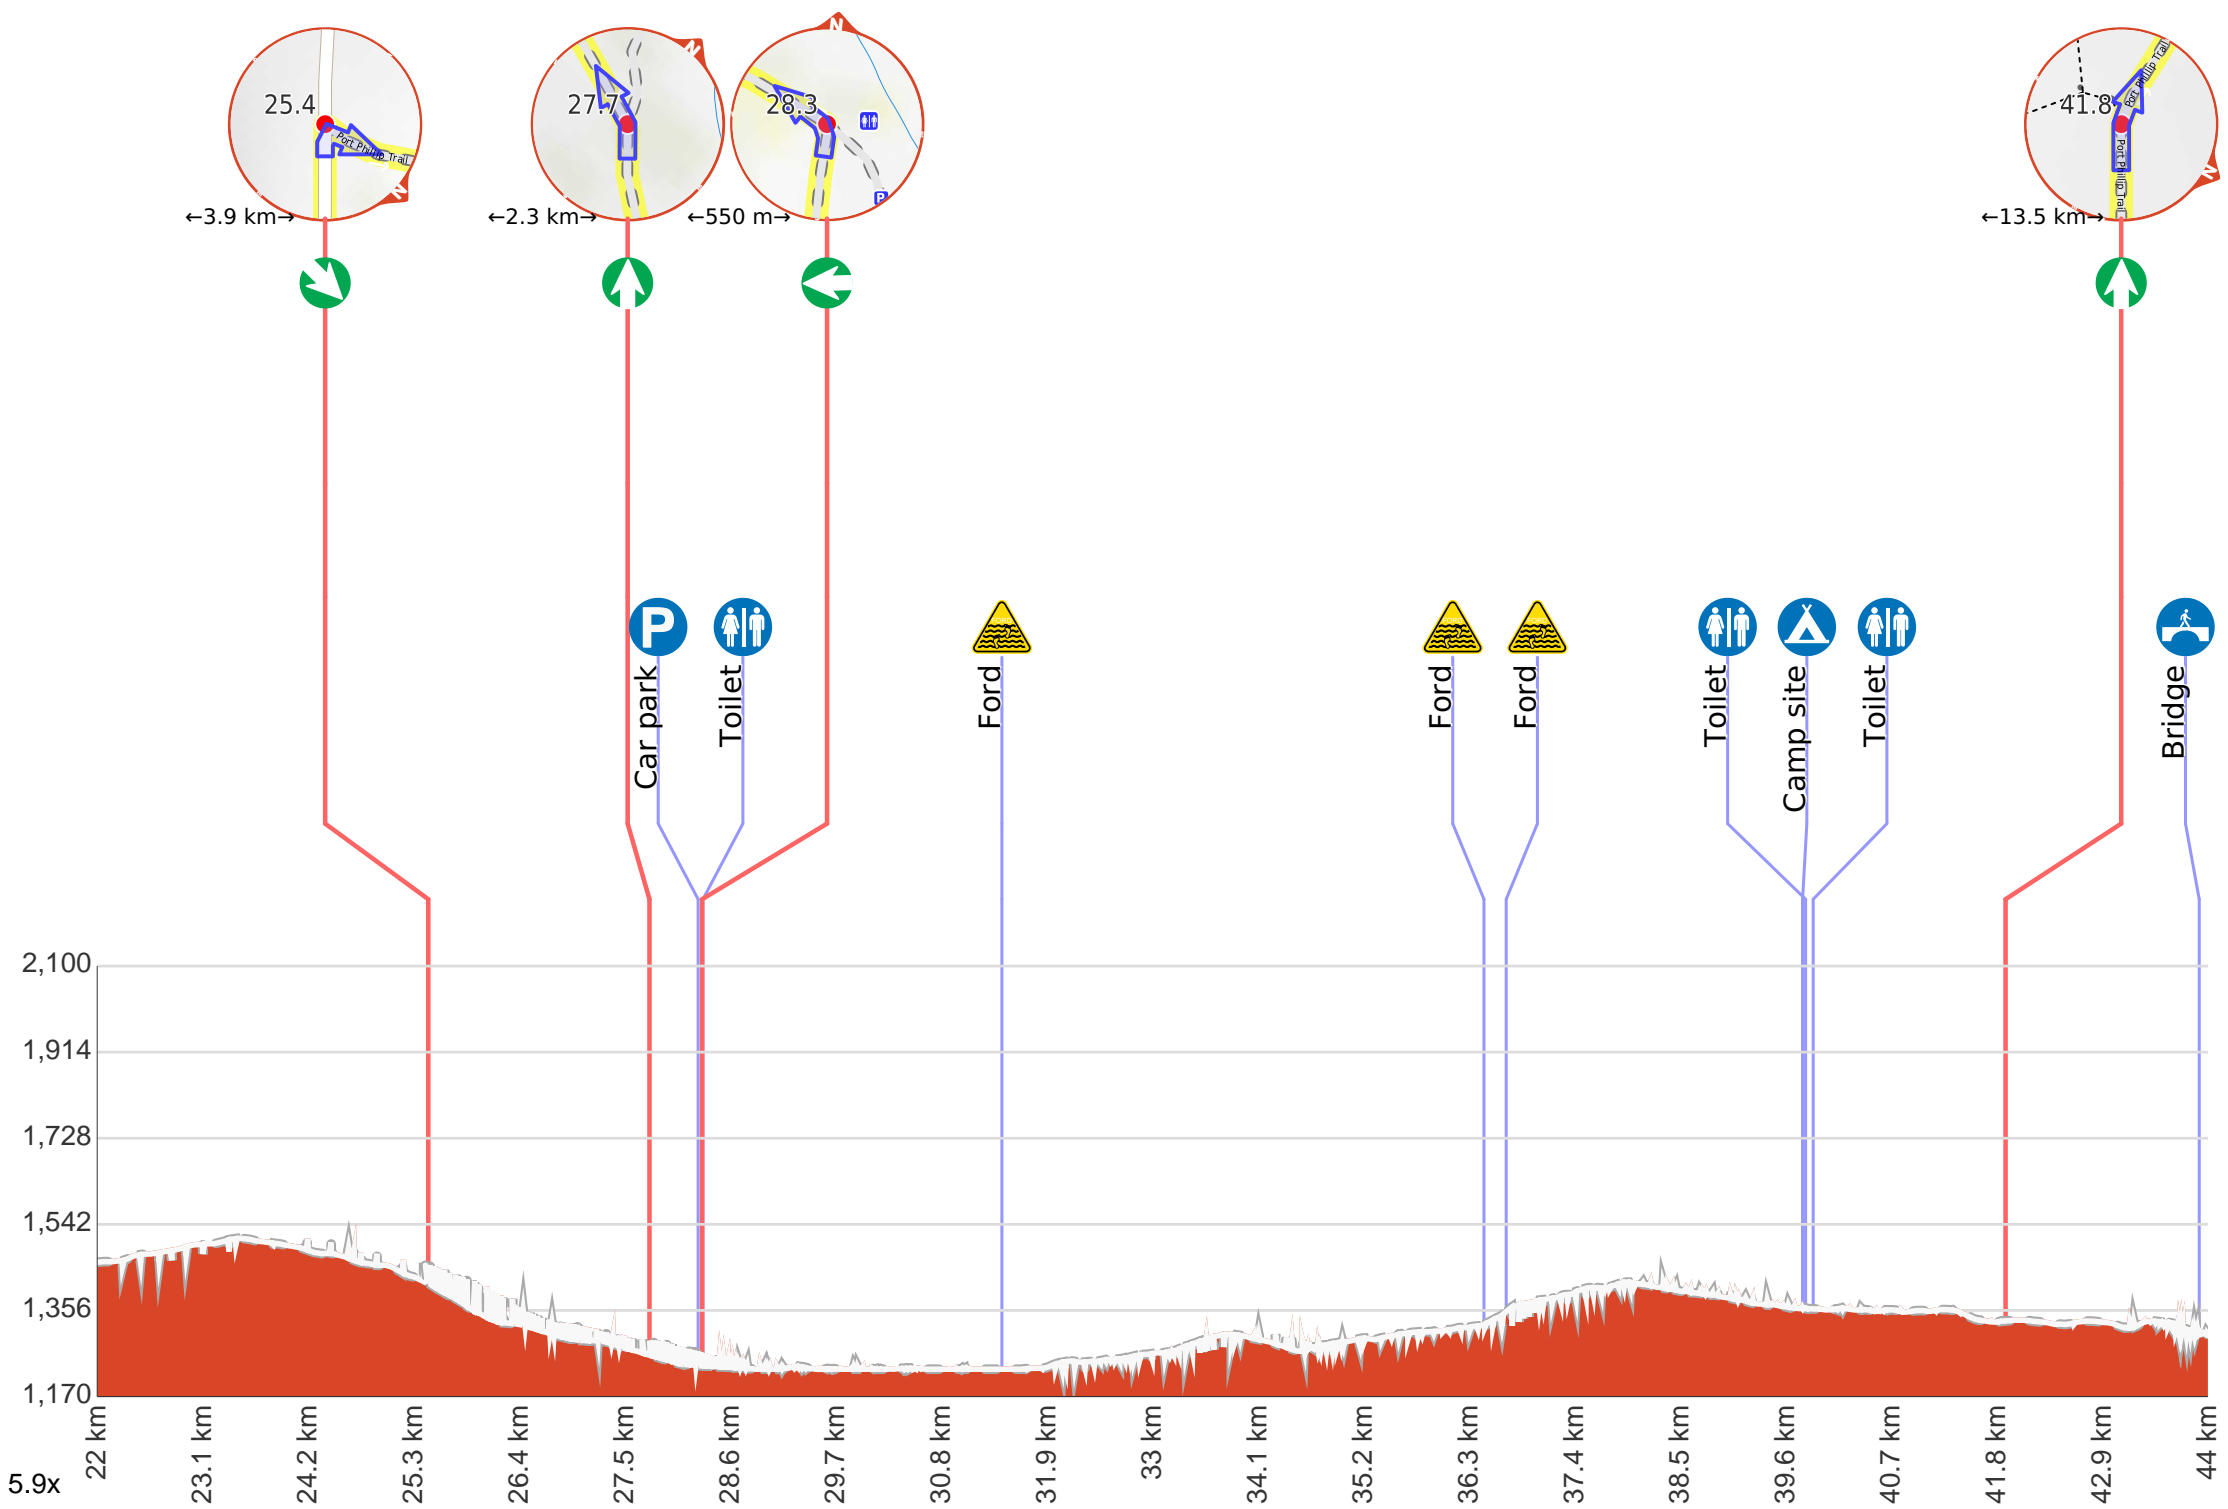 N
N
N
N
25.4
27.7
28.3
41.8
Port Phillip Trail
Port Phillip Trail
Port Phillip Trail
P
←3.9 km→
←2.3 km→
←550 m→
←13.5 km→
P
Car park
Toilet
Ford
Ford
Ford
Toilet
Camp site
Toilet
Bridge
2,100
1,914
1,728
1,542
1,356
1,170
22 km
23.1 km
24.2 km
25.3 km
26.4 km
27.5 km
28.6 km
29.7 km
30.8 km
31.9 km
33 km
34.1 km
35.2 km
36.3 km
37.4 km
38.5 km
39.6 km
40.7 km
41.8 km
42.9 km
44 km
5.9x